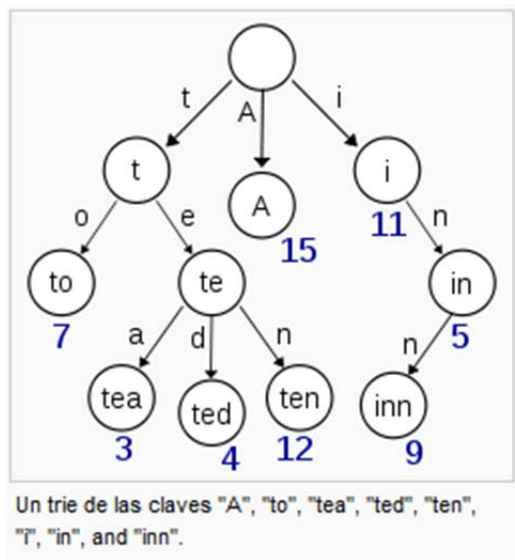 t A i
t A i
15 11
o e n
to te in
7 5
a d n n
tea ted ten inn
3 4 12 9
Un trie de las claves "A", "to", "tea", "ted", "ten",
"i", "in", and "inn".